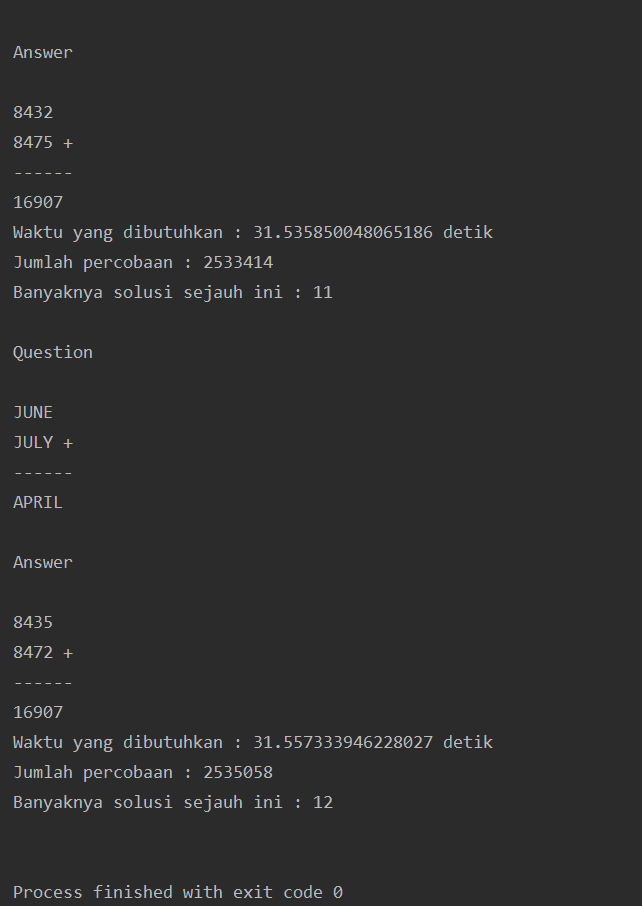 Answer
8432
8475 +
------
16907
Waktu yang dibutuhkan : 31.535850048065186 detik
Jumlah percobaan : 2533414
Banyaknya solusi sejauh ini : 11
Question
JUNE
JULY +
------
APRIL
Answer
8435
8472 +
------
16907
Waktu yang dibutuhkan : 31.557333946228027 detik
Jumlah percobaan : 2535058
Banyaknya solusi sejauh ini : 12
Process finished with exit code 0